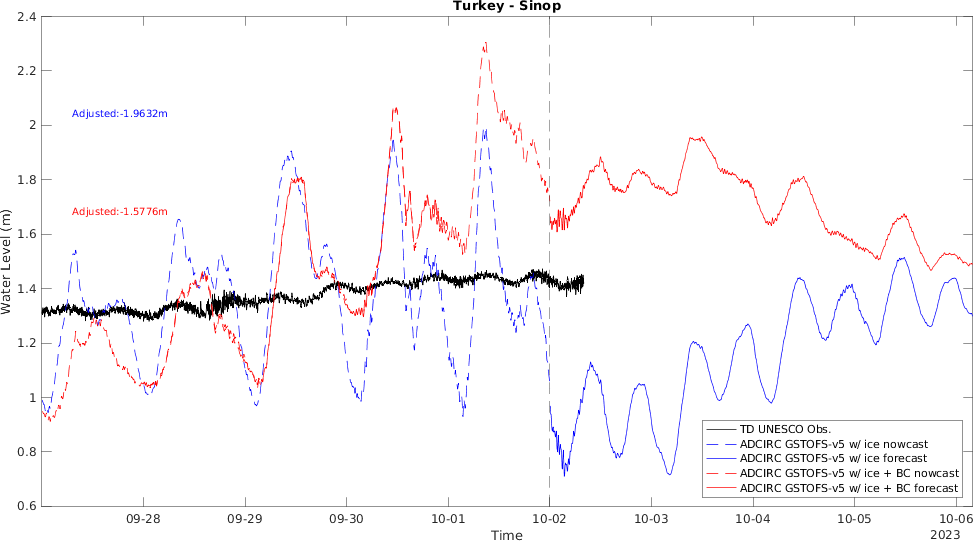 Turkey - Sinop
2.4
2.2
2
1.8
1.6
1.4
1.2
1
0.8
0.6
Water Level (m)
Adjusted:-1.9632m
Adjusted:-1.5776m
TD UNESCO Obs.
ADCIRC GSTOFS-v5 w/ ice nowcast
ADCIRC GSTOFS-v5 w/ ice forecast
ADCIRC GSTOFS-v5 w/ ice + BC nowcast
ADCIRC GSTOFS-v5 w/ ice + BC forecast
09-28 09-29 09-30 10-01 10-02 10-03 10-04 10-05 10-06
Time
2023